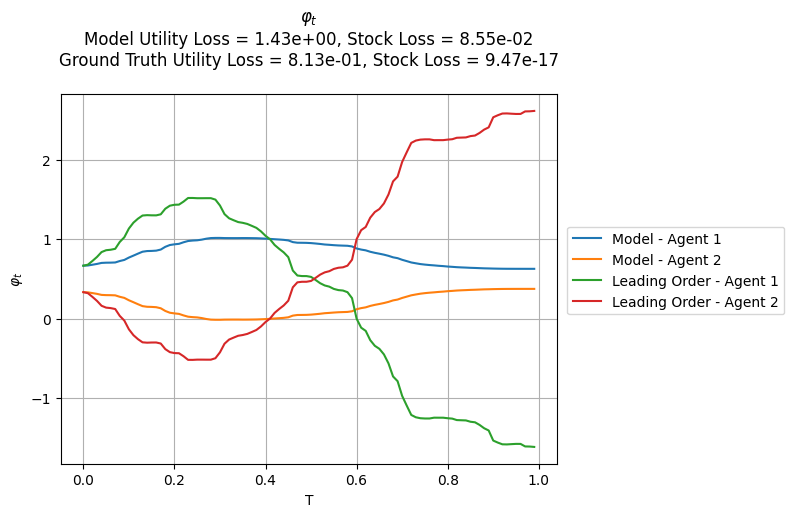 φₜ
Model Utility Loss = 1.43e+00, Stock Loss = 8.55e-02
Ground Truth Utility Loss = 8.13e-01, Stock Loss = 9.47e-17
φₜ
2
1
0
−1
0.0 0.2 0.4 0.6 0.8 1.0
T
Model - Agent 1
Model - Agent 2
Leading Order - Agent 1
Leading Order - Agent 2